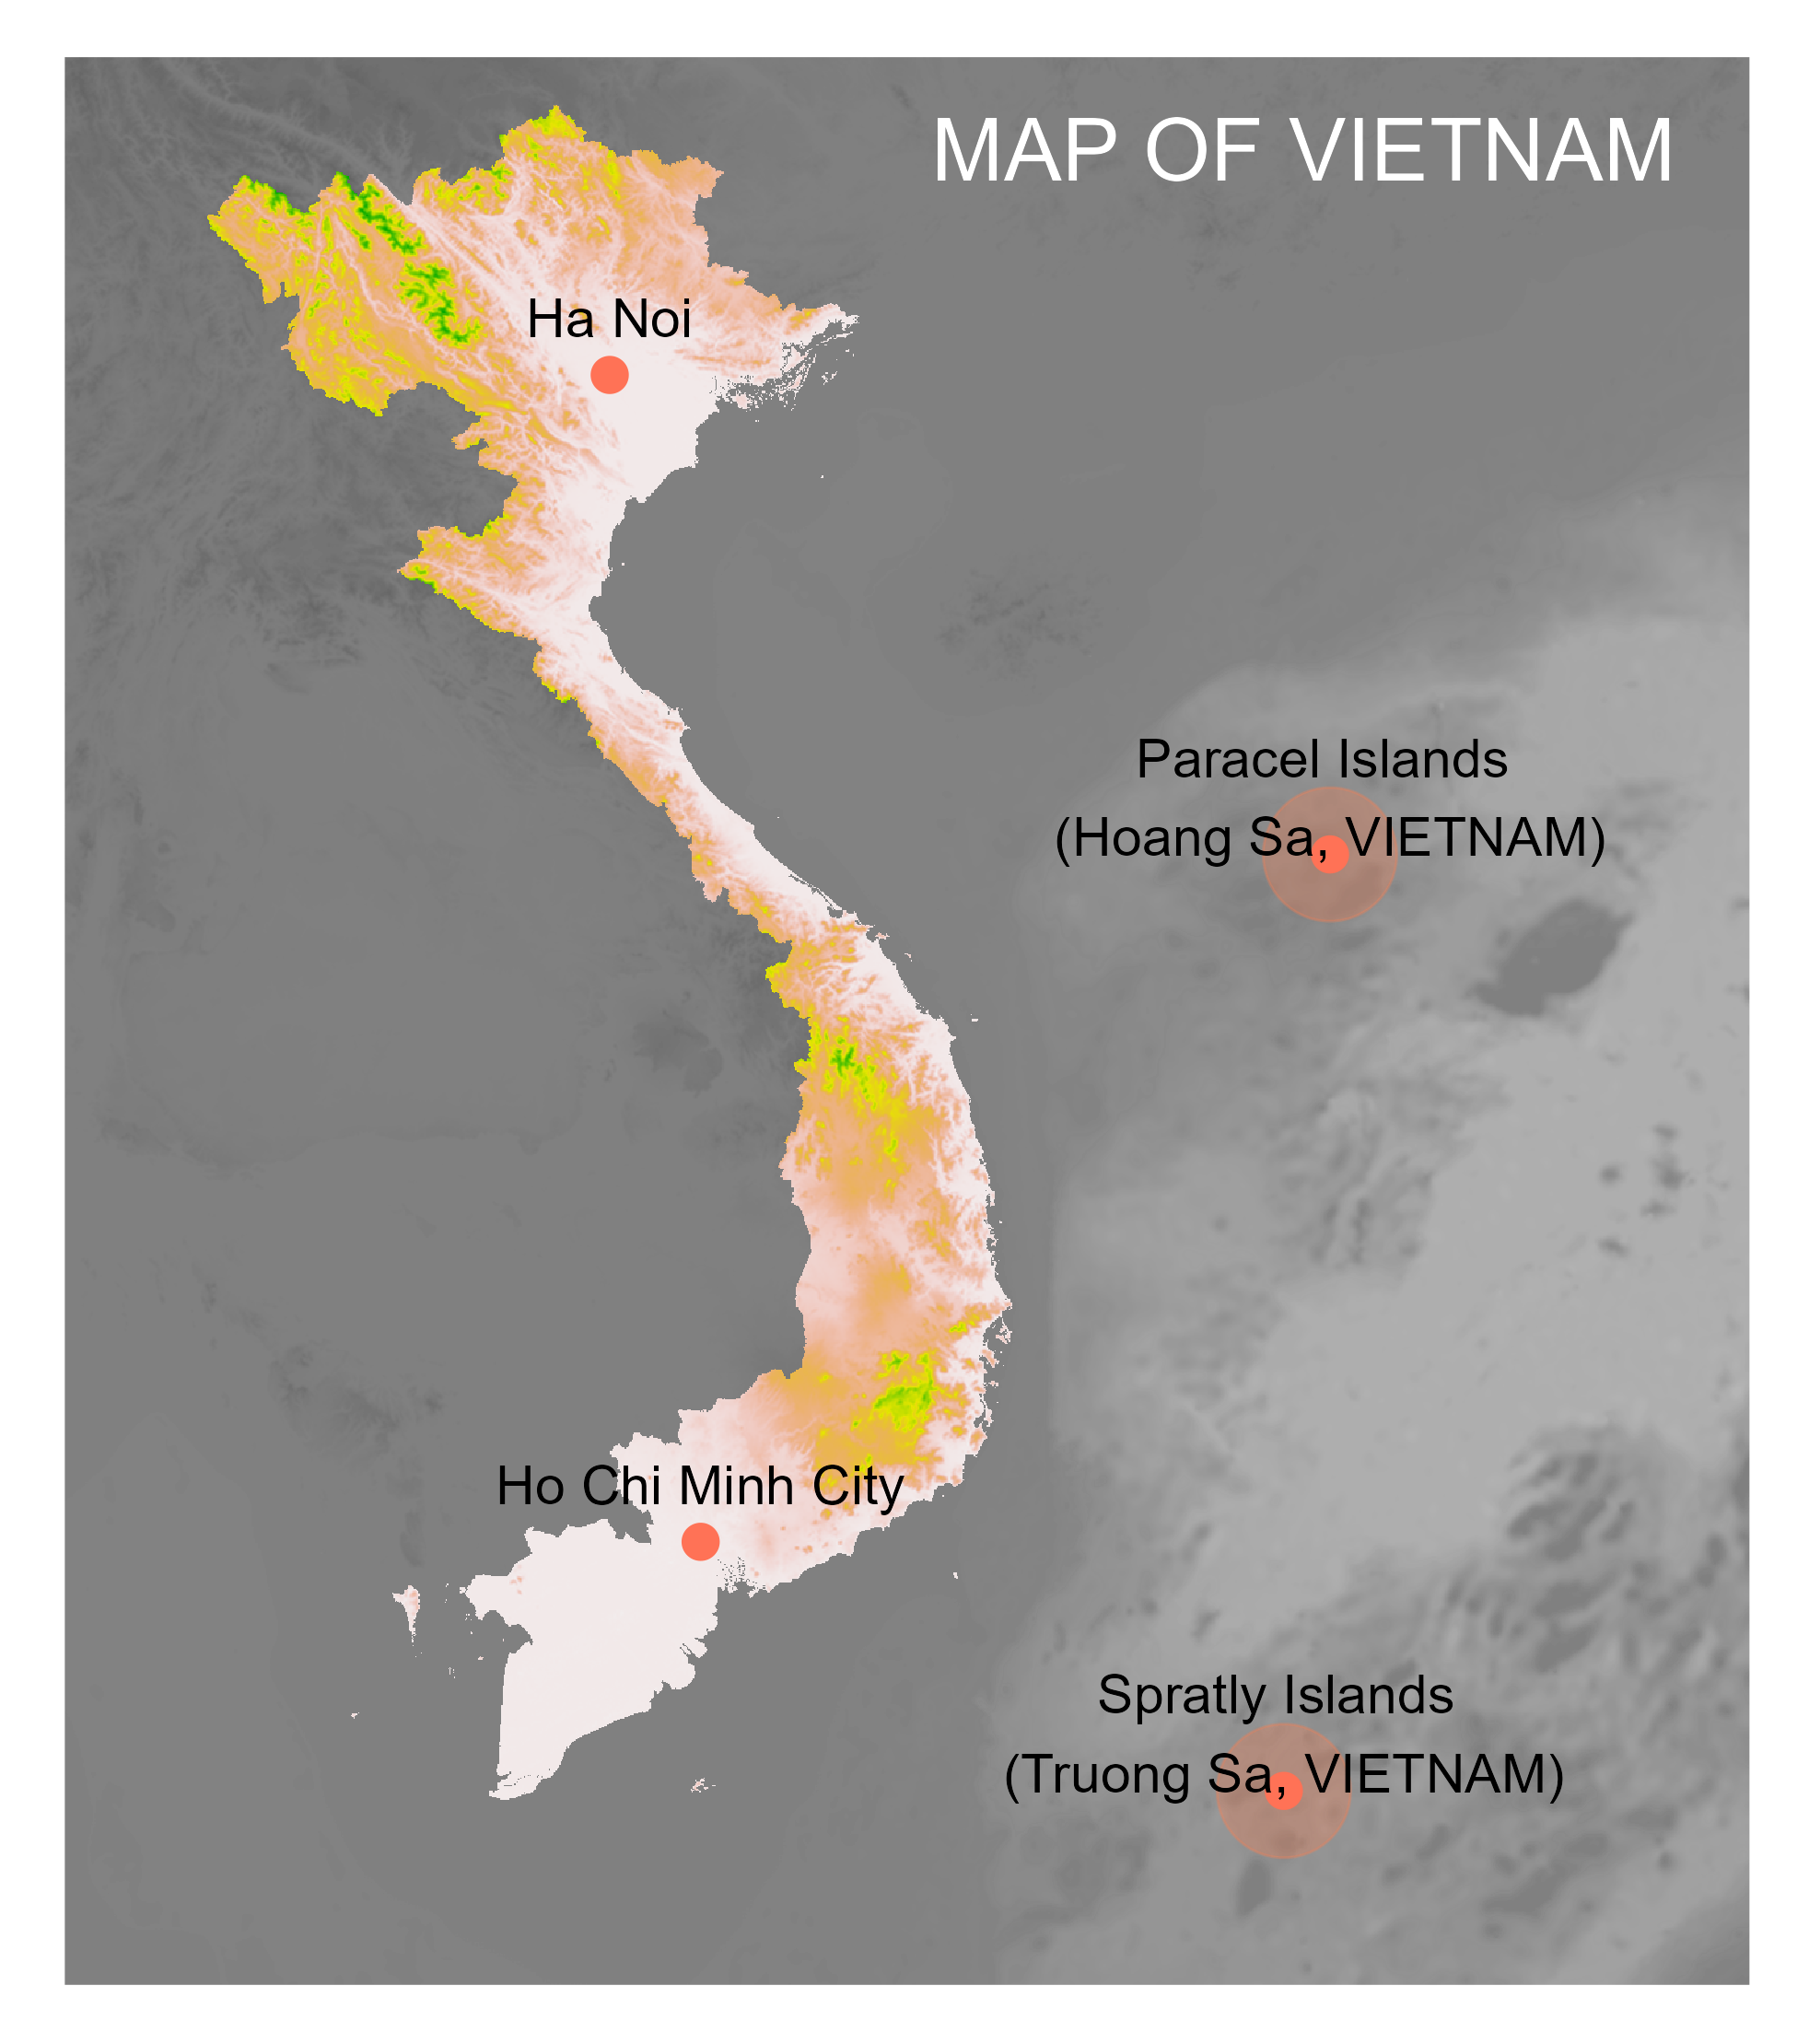 MAP OF VIETNAM
Ha Noi
Paracel Islands
(Hoang Sa, VIETNAM)
Ho Chi Minh City
Spratly Islands
(Truong Sa, VIETNAM)